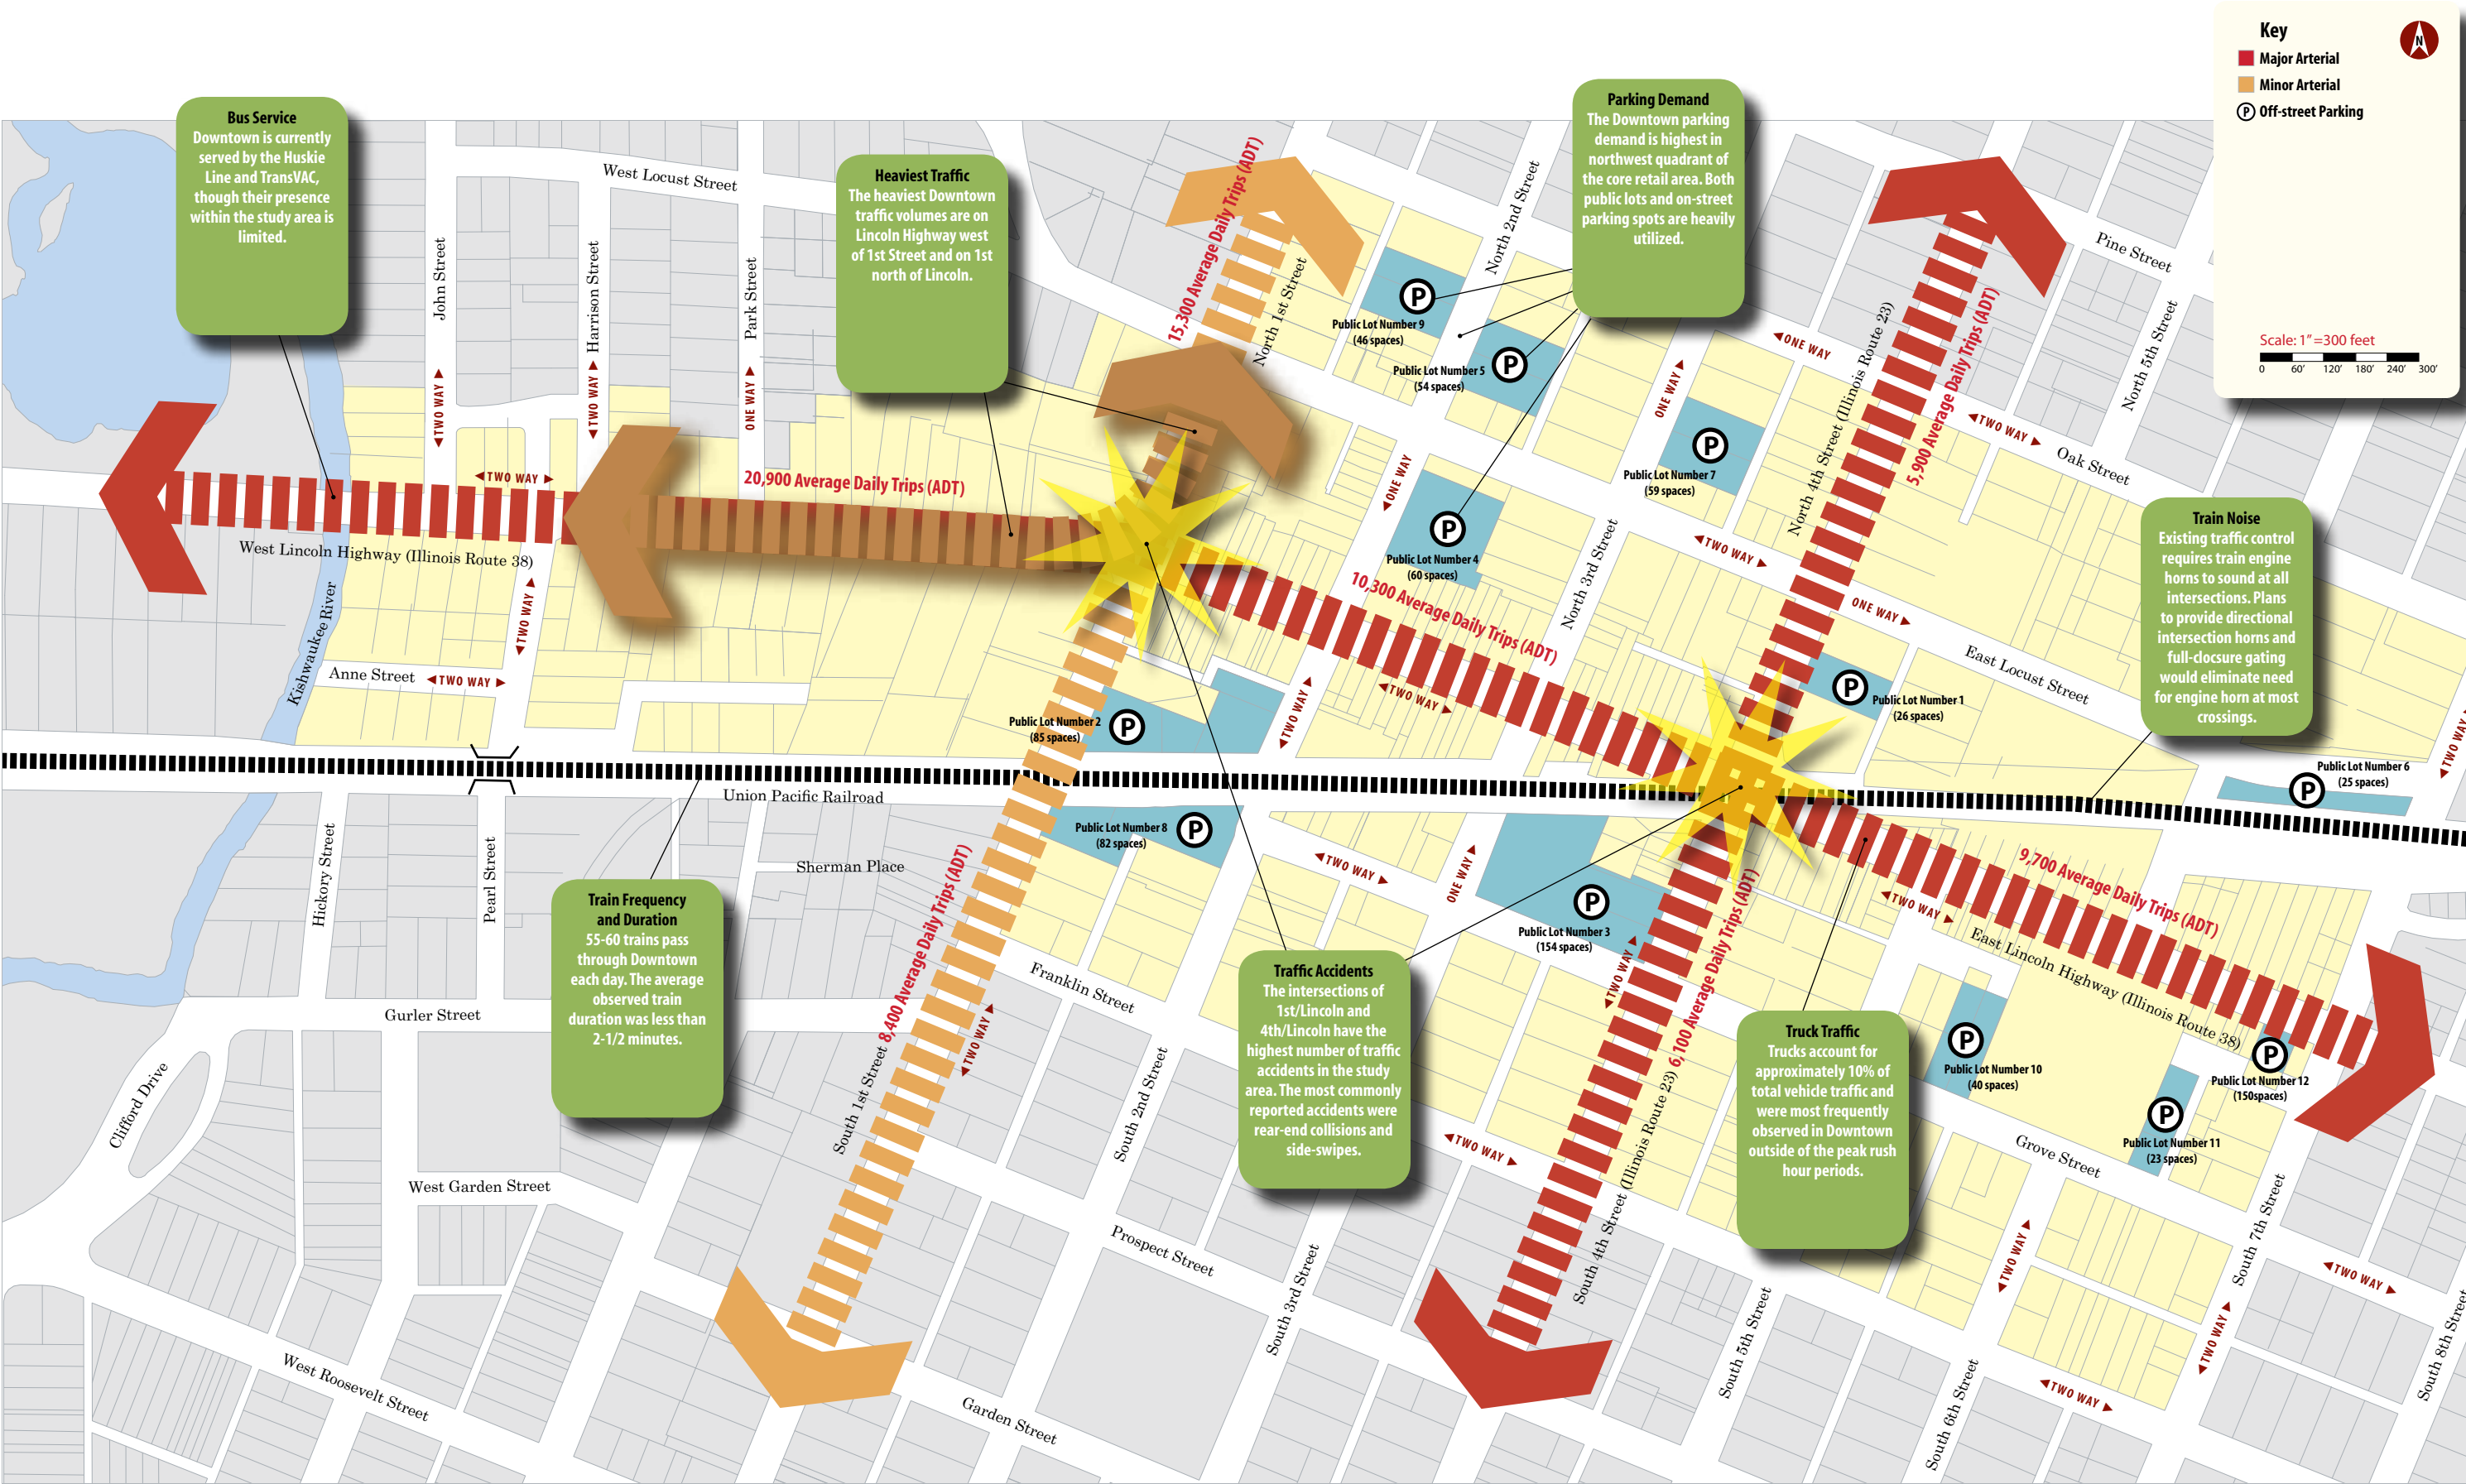 Key
N
Major Arterial
Minor Arterial
P Off-street Parking
Scale: 1”=300 feet
0 60’ 120’ 180’ 240’ 300’
Bus Service
Downtown is currently
served by the Huskie
Line and TransVAC,
though their presence
within the study area is
limited.
Heaviest Traffic
The heaviest Downtown
traffic volumes are on
Lincoln Highway west
of 1st Street and on 1st
north of Lincoln.
Parking Demand
The Downtown parking
demand is highest in
northwest quadrant of
the core retail area. Both
public lots and on-street
parking spots are heavily
utilized.
Train Noise
Existing traffic control
requires train engine
horns to sound at all
intersections. Plans
to provide directional
intersection horns and
full-clocsure gating
would eliminate need
for engine horn at most
crossings.
Train Frequency
and Duration
55-60 trains pass
through Downtown
each day. The average
observed train
duration was less than
2-1/2 minutes.
Traffic Accidents
The intersections of
1st/Lincoln and
4th/Lincoln have the
highest number of traffic
accidents in the study
area. The most commonly
reported accidents were
rear-end collisions and
side-swipes.
Truck Traffic
Trucks account for
approximately 10% of
total vehicle traffic and
were most frequently
observed in Downtown
outside of the peak rush
hour periods.
West Locust Street
John Street
Harrison Street
Park Street
TWO WAY
TWO WAY
ONE WAY
TWO WAY
20,900 Average Daily Trips (ADT)
15,300 Average Daily Trips (ADT)
North 1st Street
North 2nd Street
P
Public Lot Number 9
(46 spaces)
P
Public Lot Number 5
(54 spaces)
ONE WAY
ONE WAY
P
Public Lot Number 7
(59 spaces)
North 4th Street (Illinois Route 23)
5,900 Average Daily Trips (ADT)
Pine Street
North 5th Street
TWO WAY
Oak Street
ONE WAY
P
Public Lot Number 4
(60 spaces)
North 3rd Street
TWO WAY
ONE WAY
East Locust Street
10,300 Average Daily Trips (ADT)
TWO WAY
TWO WAY
West Lincoln Highway (Illinois Route 38)
Kishwaukee River
TWO WAY
Anne Street
TWO WAY
Public Lot Number 2
(85 spaces)
P
P
Public Lot Number 1
(26 spaces)
TWO WAY
P
Public Lot Number 6
(25 spaces)
Union Pacific Railroad
Public Lot Number 8
(82 spaces)
P
TWO WAY
ONE WAY
P
Public Lot Number 3
(154 spaces)
TWO WAY
6,100 Average Daily Trips (ADT)
South 4th Street (Illinois Route 23)
TWO WAY
9,700 Average Daily Trips (ADT)
East Lincoln Highway (Illinois Route 38)
P
Public Lot Number 10
(40 spaces)
P
Public Lot Number 12
(150spaces)
P
Public Lot Number 11
(23 spaces)
Hickory Street
Pearl Street
Sherman Place
8,400 Average Daily Trips (ADT)
South 1st Street
TWO WAY
Franklin Street
South 2nd Street
Gurler Street
Clifford Drive
West Garden Street
West Roosevelt Street
Prospect Street
Garden Street
South 3rd Street
TWO WAY
South 5th Street
Grove Street
TWO WAY
South 6th Street
TWO WAY
South 7th Street
TWO WAY
TWO WAY
South 8th Street